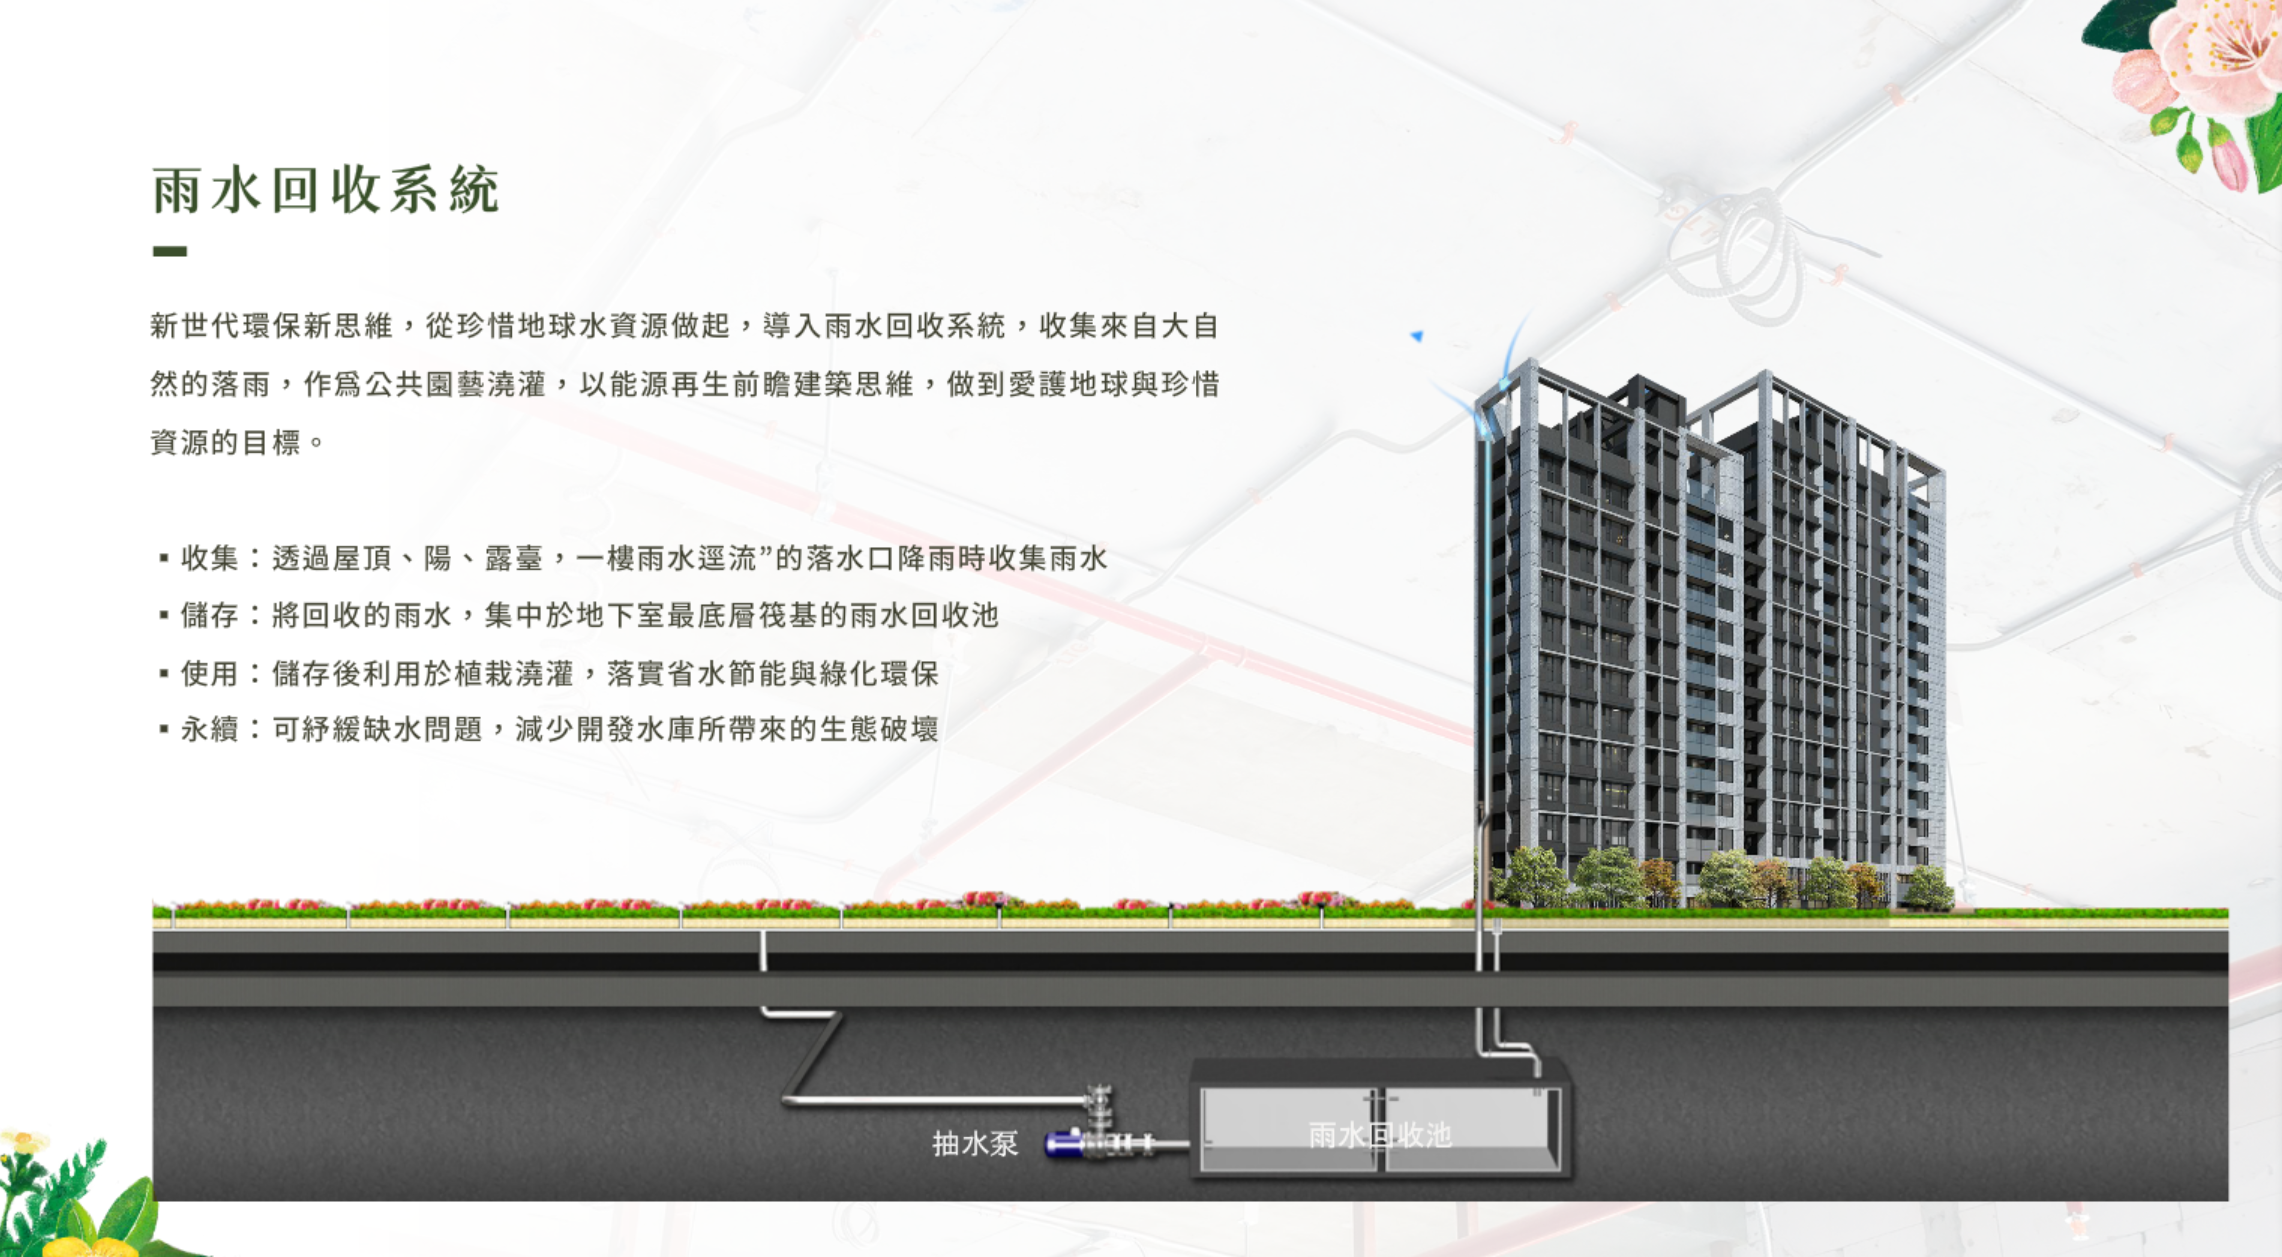 雨水回收系統
新世代環保新思維，從珍惜地球水資源做起，導入雨水回收系統，收集來自大自
然的落雨，作爲公共園藝澆灌，以能源再生前瞻建築思維，做到愛護地球與珍惜
資源的目標。
▪ 收集：透過屋頂、陽、露臺，一樓雨水逕流”的落水口降雨時收集雨水
▪ 儲存：將回收的雨水，集中於地下室最底層筏基的雨水回收池
▪ 使用：儲存後利用於植栽澆灌，落實省水節能與綠化環保
▪ 永續：可紓緩缺水問題，減少開發水庫所帶來的生態破壞
抽水泵
雨水回收池